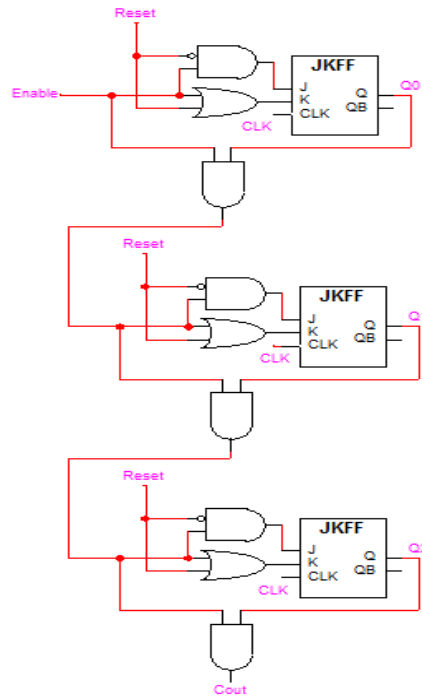 Reset
JKFF
J
Q
Q0
K
QB
Enable
CLK
CLK
Reset
JKFF
J
Q
Q
K
QB
CLK
CLK
Reset
JKFF
J
Q
K
QB
CLK
CLK
Cout